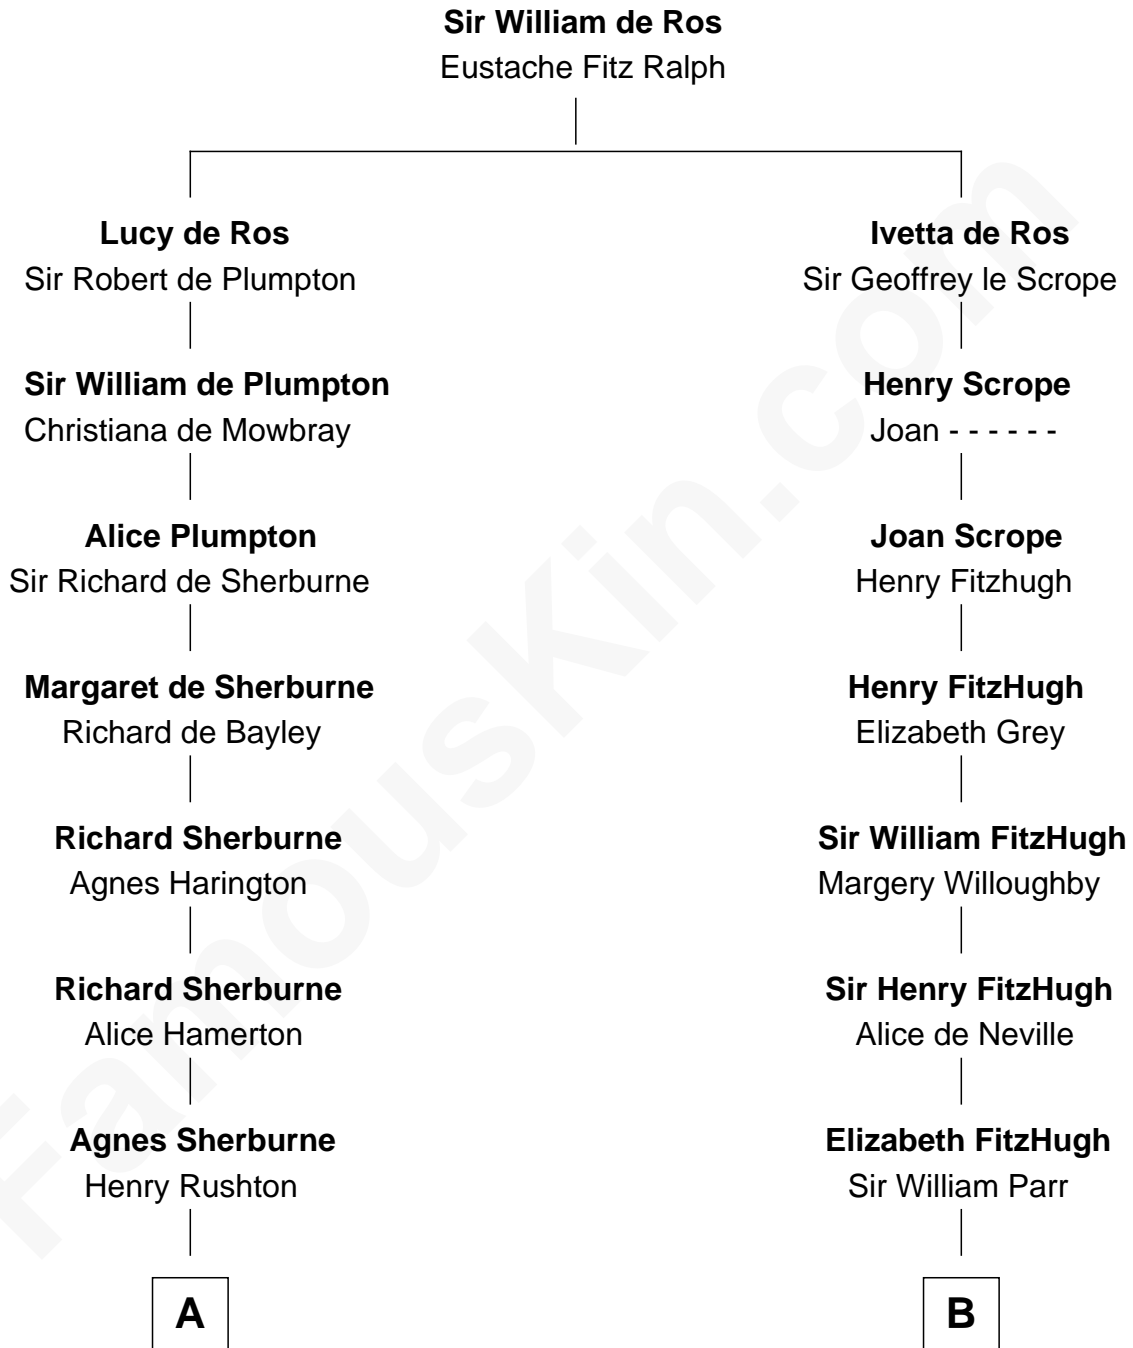 Sir William de Ros
Eustache Fitz Ralph
Lucy de Ros
Sir Robert de Plumpton
Ivetta de Ros
Sir Geoffrey le Scrope
Sir William de Plumpton
Christiana de Mowbray
Henry Scrope
Joan - - - - - -
Alice Plumpton
Sir Richard de Sherburne
Joan Scrope
Henry Fitzhugh
Margaret de Sherburne
Richard de Bayley
Henry FitzHugh
Elizabeth Grey
Richard Sherburne
Agnes Harington
Sir William FitzHugh
Margery Willoughby
Richard Sherburne
Alice Hamerton
Sir Henry FitzHugh
Alice de Neville
Agnes Sherburne
Henry Rushton
Elizabeth FitzHugh
Sir William Parr
A
B
FamousKin.com